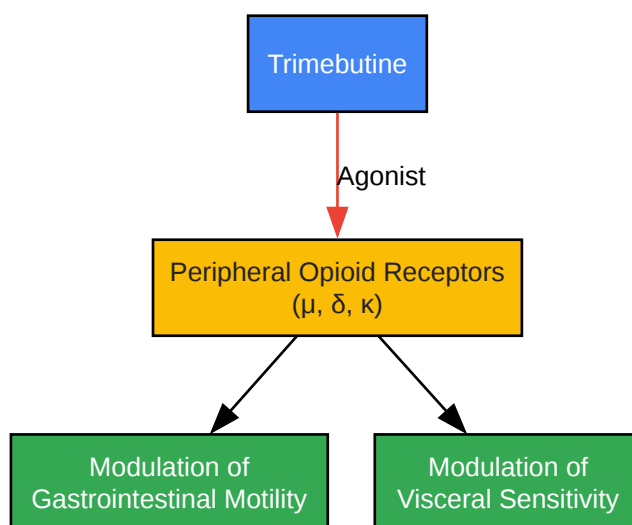 Trimebutine
Agonist
Peripheral Opioid Receptors
(μ, δ, κ)
Modulation of
Gastrointestinal Motility
Modulation of
Visceral Sensitivity